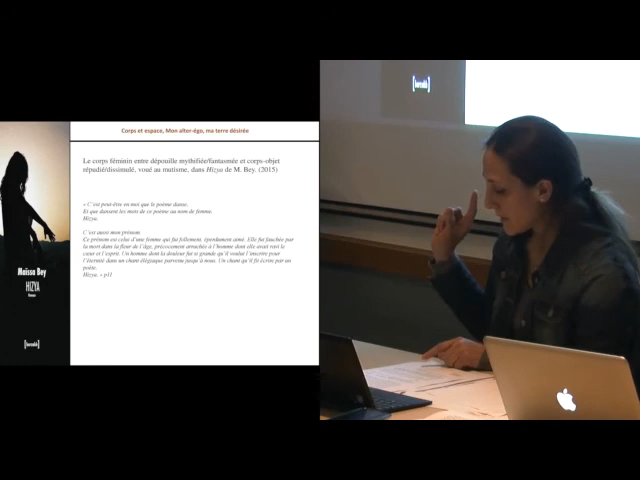 Corps et espace, Mon alter-égo, ma terre désirée
Le corps féminin entre dépouille mythifiée/fantasmée et corps-objet
répudié/dissimulé, voué au mutisme, dans Hizya de M. Bey. (2015)
« C'est peut-être en moi que le poème danse.
Et que dansent les mots de ce poème au nom de femme.
Hizya.
C'est aussi mon prénom.
Ce prénom est celui d'une femme qui fut follement, éperdument aimé. Elle fut fauchée par
la mort dans la fleur de l'âge, précocement arrachée à l'homme dont elle avait ravi le
cœur et l'esprit. Un homme dont la douleur fut si grande qu'il voulut l'inscrire pour
l'éternité dans un chant élégiaque parvenu jusqu'à nous. Un chant qu'il fit écrire par un
poète.
Hizya. » p11
Maïssa Bey
HIZYA
[barzakh]
[barzakh]